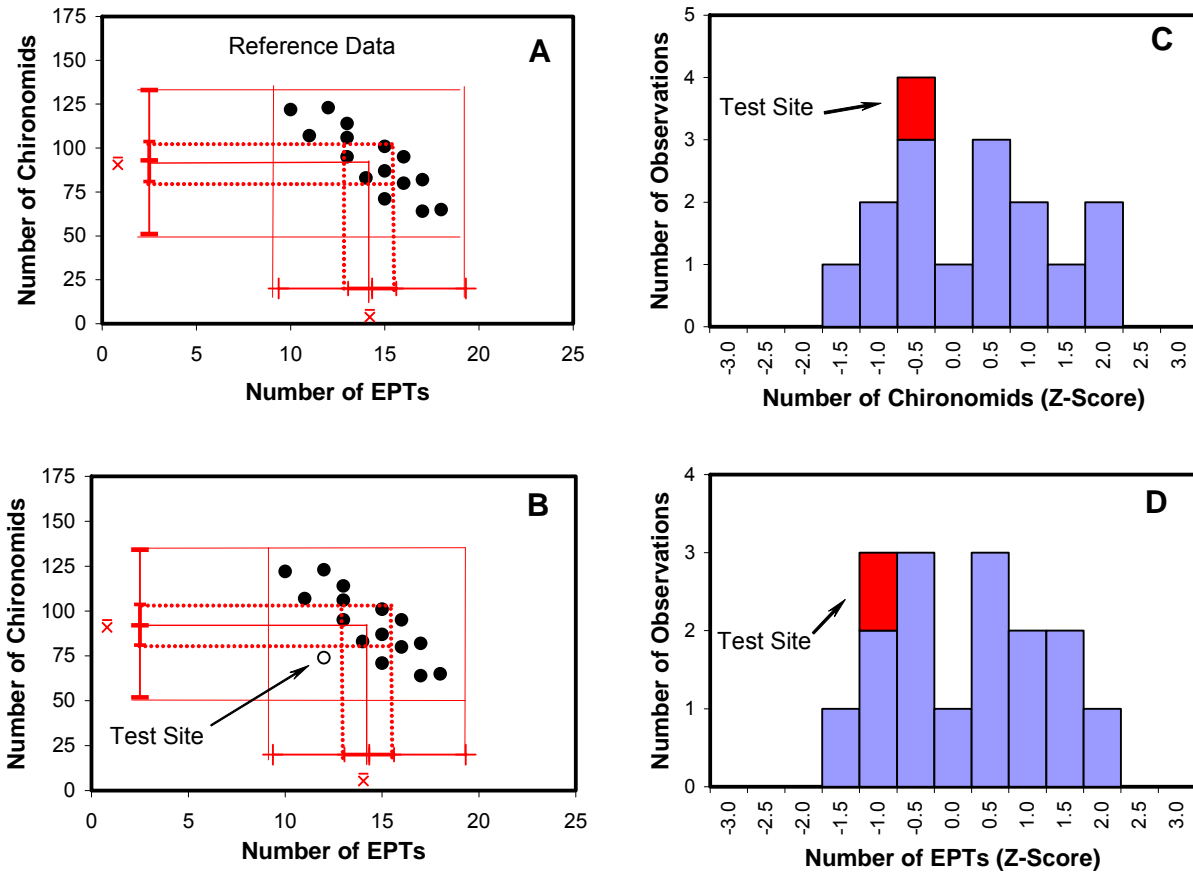 A
Reference Data
Number of Chironomids
175
150
125
100
75
50
25
0
x̄
x̄
0 5 10 15 20 25
Number of EPTs
C
Test Site
Number of Observations
5
4
3
2
1
0
-3.0 -2.5 -2.0 -1.5 -1.0 -0.5 0.0 0.5 1.0 1.5 2.0 2.5 3.0
Number of Chironomids (Z-Score)
B
Number of Chironomids
175
150
125
100
75
50
25
0
x̄
Test Site
x̄
0 5 10 15 20 25
Number of EPTs
D
Test Site
Number of Observations
4
3
2
1
0
-3.0 -2.5 -2.0 -1.5 -1.0 -0.5 0.0 0.5 1.0 1.5 2.0 2.5 3.0
Number of EPTs (Z-Score)